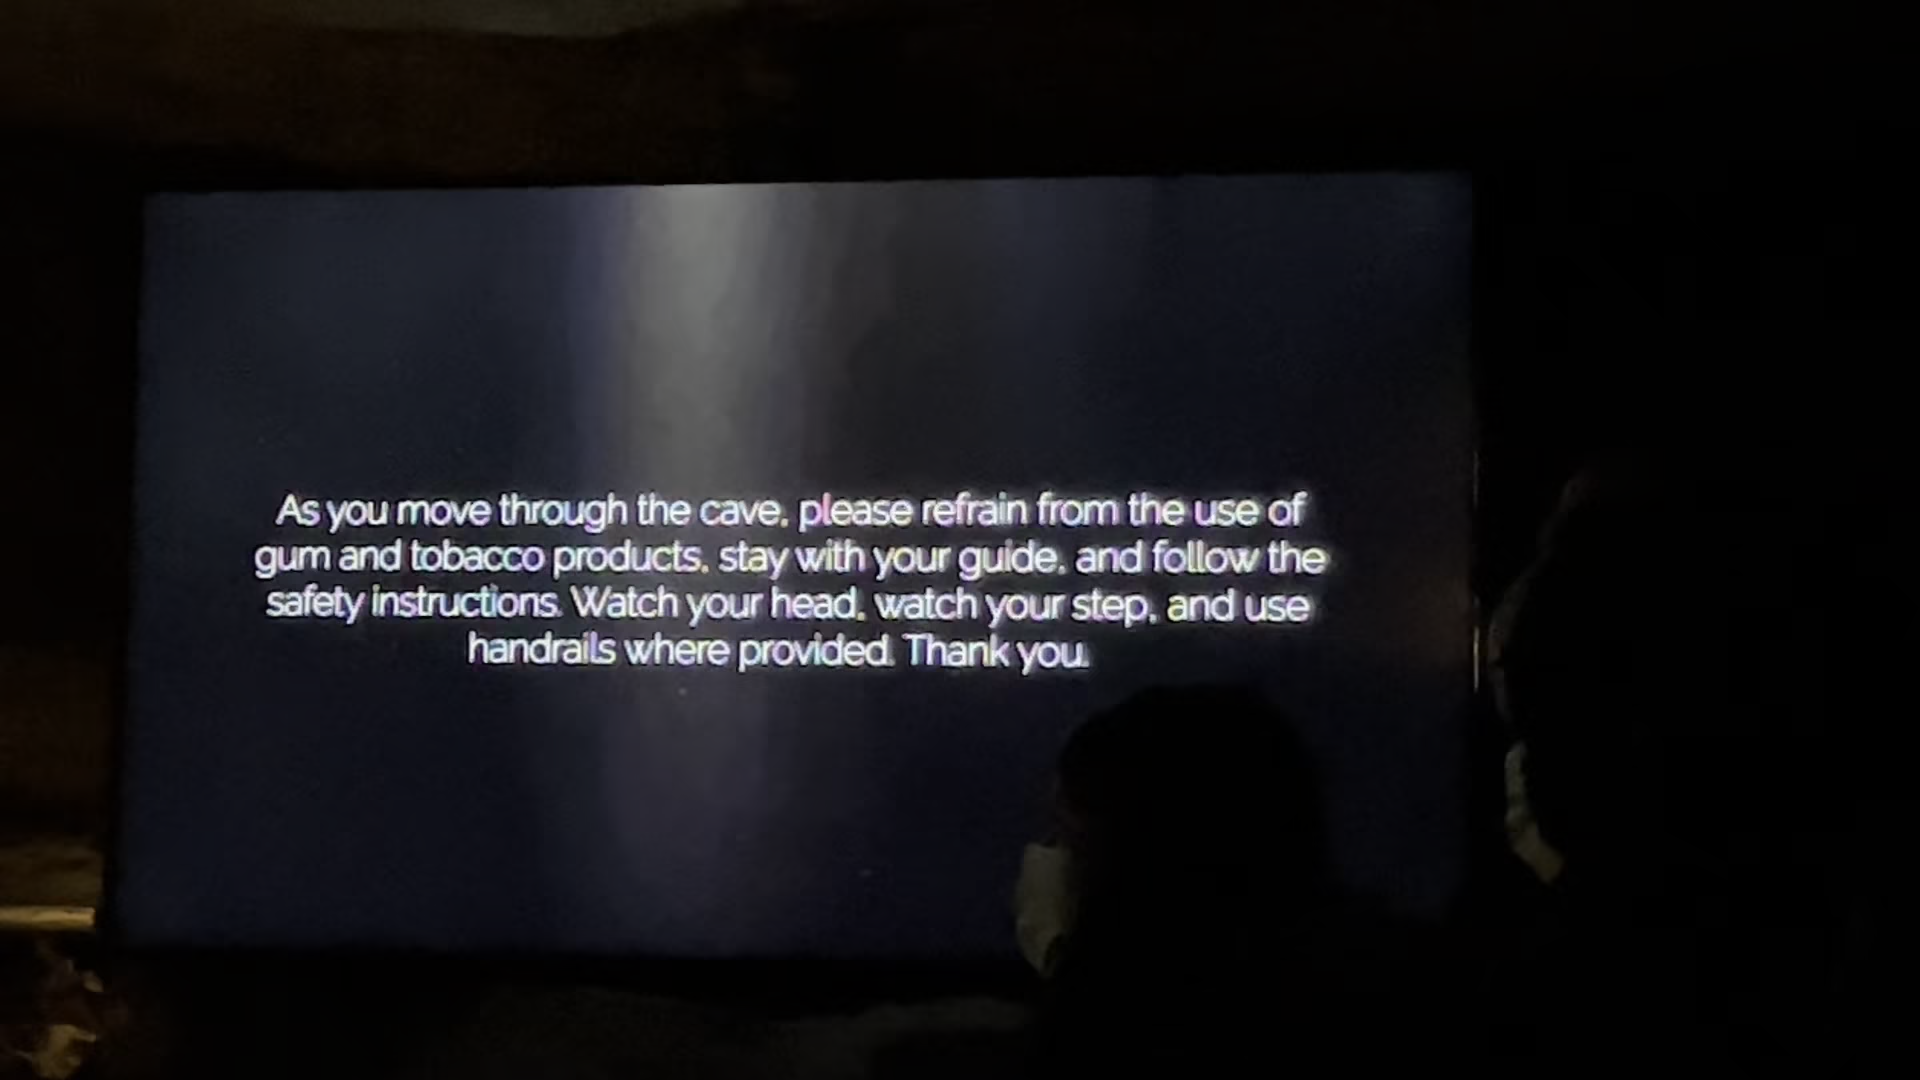 As you move through the cave, please refrain from the use of
gum and tobacco products, stay with your guide, and follow the
safety instructions. Watch your head, watch your step, and use
handrails where provided. Thank you.